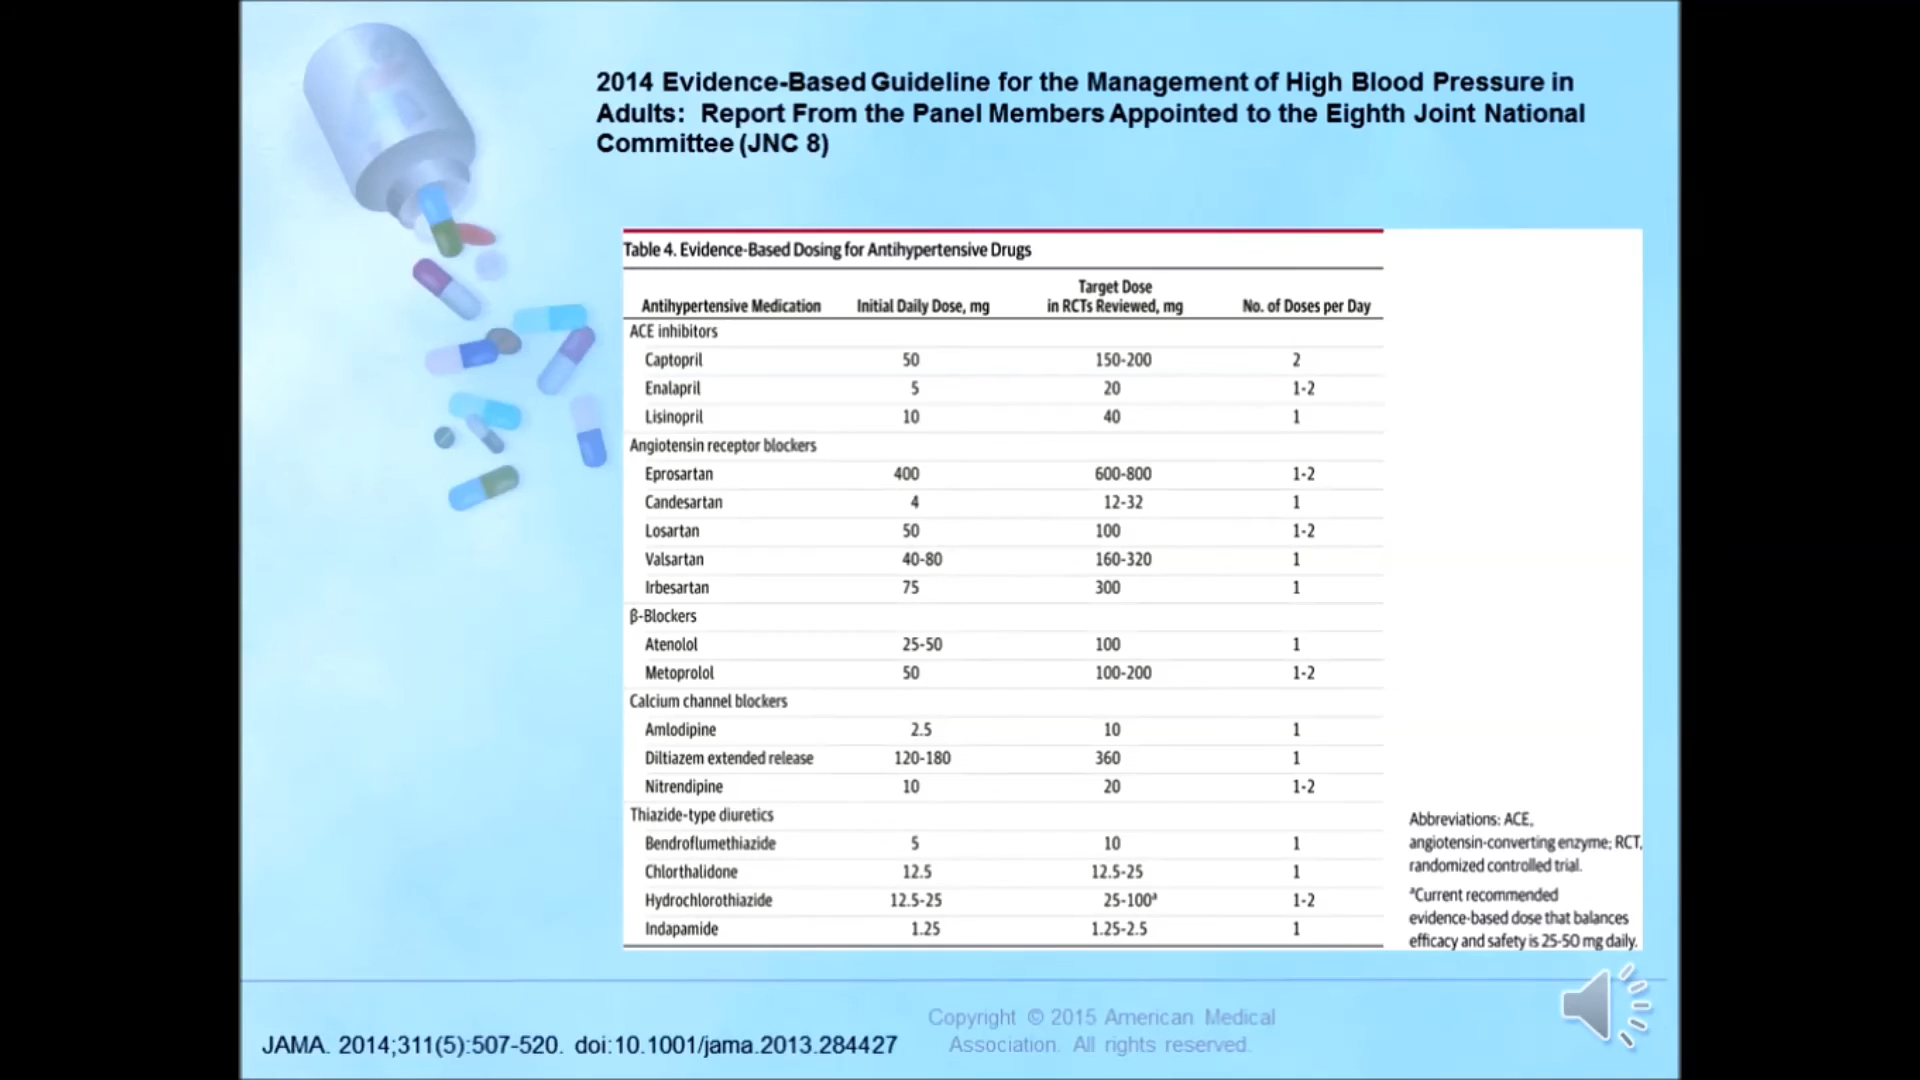 2014 Evidence-Based Guideline for the Management of High Blood Pressure in
Adults: Report From the Panel Members Appointed to the Eighth Joint National
Committee (JNC 8)
Table 4. Evidence-Based Dosing for Antihypertensive Drugs
Antihypertensive Medication Initial Daily Dose, mg Target Dose in RCTs Reviewed, mg No. of Doses per Day
ACE inhibitors
Captopril 50 150-200 2
Enalapril 5 20 1-2
Lisinopril 10 40 1
Angiotensin receptor blockers
Eprosartan 400 600-800 1-2
Candesartan 4 12-32 1
Losartan 50 100 1-2
Valsartan 40-80 160-320 1
Irbesartan 75 300 1
β-Blockers
Atenolol 25-50 100 1
Metoprolol 50 100-200 1-2
Calcium channel blockers
Amlodipine 2.5 10 1
Diltiazem extended release 120-180 360 1
Nitrendipine 10 20 1-2
Thiazide-type diuretics
Bendroflumethiazide 5 10 1
Chlorthalidone 12.5 12.5-25 1
Hydrochlorothiazide 12.5-25 25-100ᵃ 1-2
Indapamide 1.25 1.25-2.5 1
Abbreviations: ACE,
angiotensin-converting enzyme; RCT,
randomized controlled trial.
ᵃCurrent recommended
evidence-based dose that balances
efficacy and safety is 25-50 mg daily.
JAMA. 2014;311(5):507-520. doi:10.1001/jama.2013.284427
Copyright © 2015 American Medical
Association. All rights reserved.